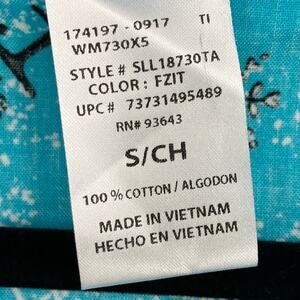 174197 - 0917 TI
WM730X5
STYLE # SLL18730TA
COLOR : FZIT
UPC # 73731495489
RN# 93643
S/CH
100 % COTTON / ALGODON
MADE IN VIETNAM
HECHO EN VIETNAM